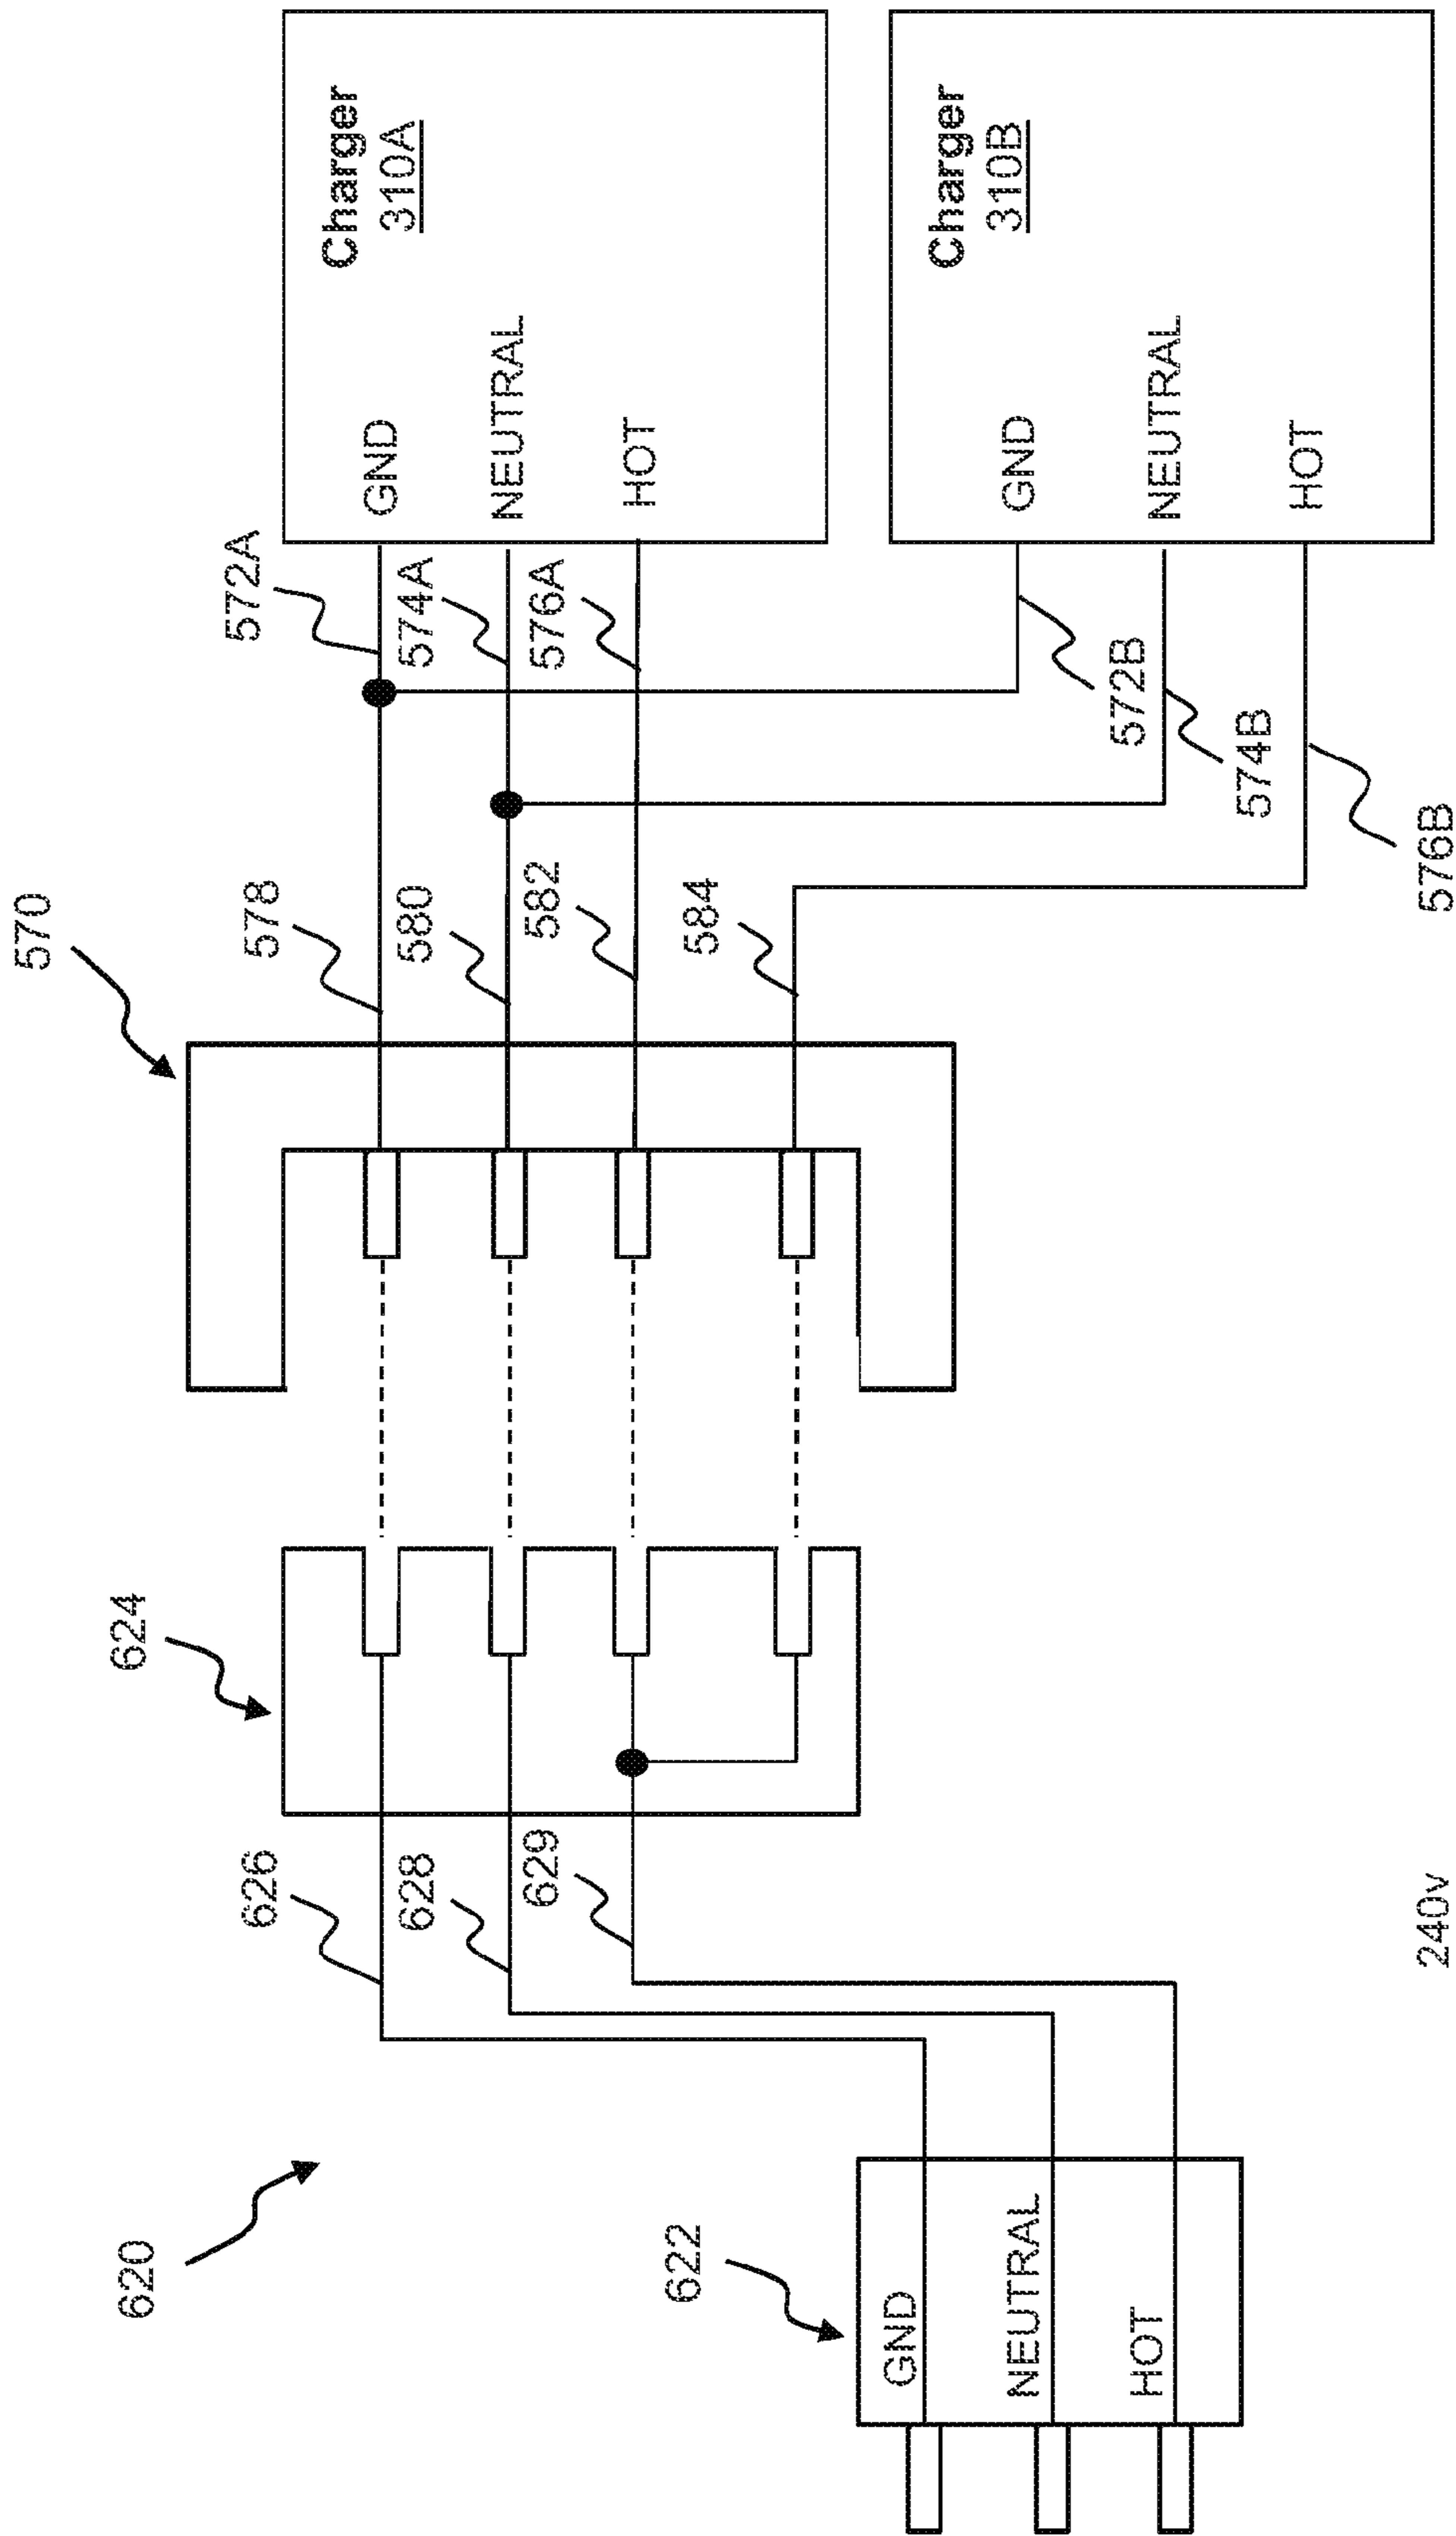 620
622
GND
NEUTRAL
HOT
240v
626
628
629
624
570
578
580
582
584
572A
574A
576A
572B
574B
576B
GND
NEUTRAL
HOT
Charger
310A
GND
NEUTRAL
HOT
Charger
310B